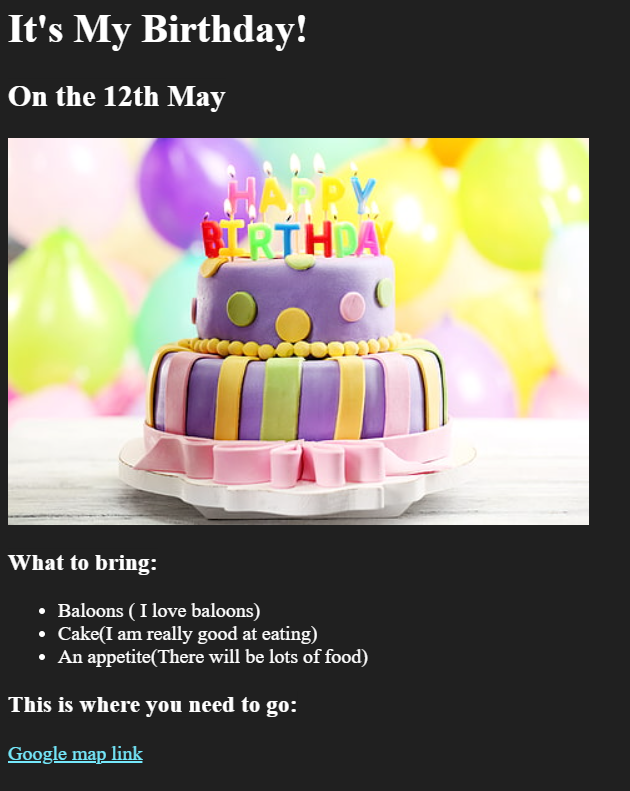 It's My Birthday!
On the 12th May
HAPPY
BIRTHDAY
What to bring:
Baloons ( I love baloons)
Cake(I am really good at eating)
An appetite(There will be lots of food)
This is where you need to go:
Google map link